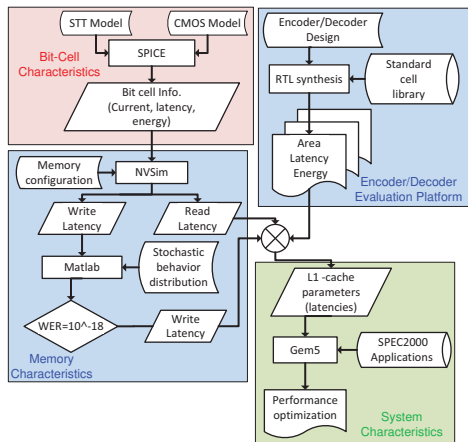 STT Model
CMOS Model
SPICE
Bit-Cell
Characteristics
Bit cell Info.
(Current, latency,
energy)
Encoder/Decoder
Design
RTL synthesis
Standard
cell
library
Area
Latency
Energy
Encoder/Decoder
Evaluation Platform
Memory
configuration
NVSim
Write
Latency
Read
Latency
Matlab
Stochastic
behavior
distribution
WER=10^-18
Write
Latency
Memory
Characteristics
L1 -cache
parameters
(latencies)
Gem5
SPEC2000
Applications
Performance
optimization
System
Characteristics